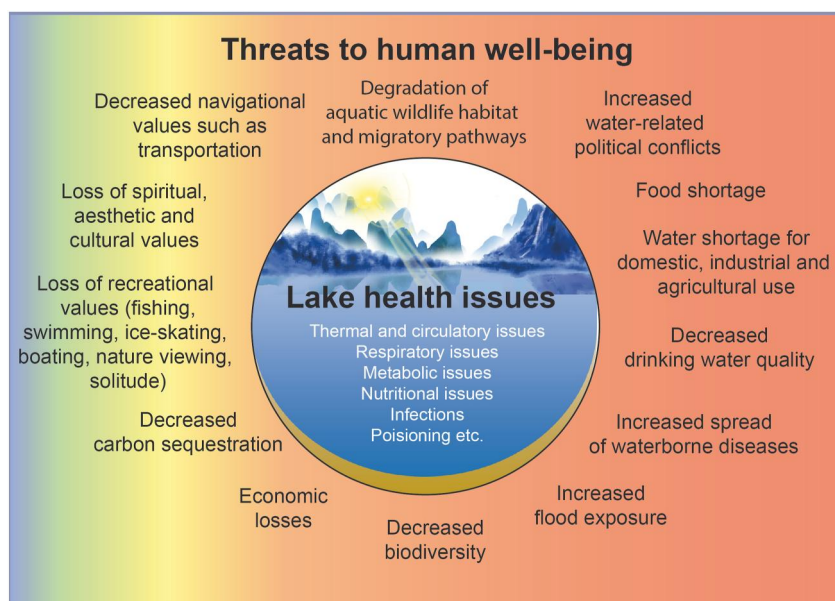 Threats to human well-being
Decreased navigational
values such as
transportation
Degradation of
aquatic wildlife habitat
and migratory pathways
Increased
water-related
political conflicts
Loss of spiritual,
aesthetic and
cultural values
Food shortage
Water shortage for
domestic, industrial and
agricultural use
Loss of recreational
values (fishing,
swimming, ice-skating,
boating, nature viewing,
solitude)
Lake health issues
Thermal and circulatory issues
Respiratory issues
Metabolic issues
Nutritional issues
Infections
Poisioning etc.
Decreased
drinking water quality
Decreased
carbon sequestration
Increased spread
of waterborne diseases
Economic
losses
Decreased
biodiversity
Increased
flood exposure